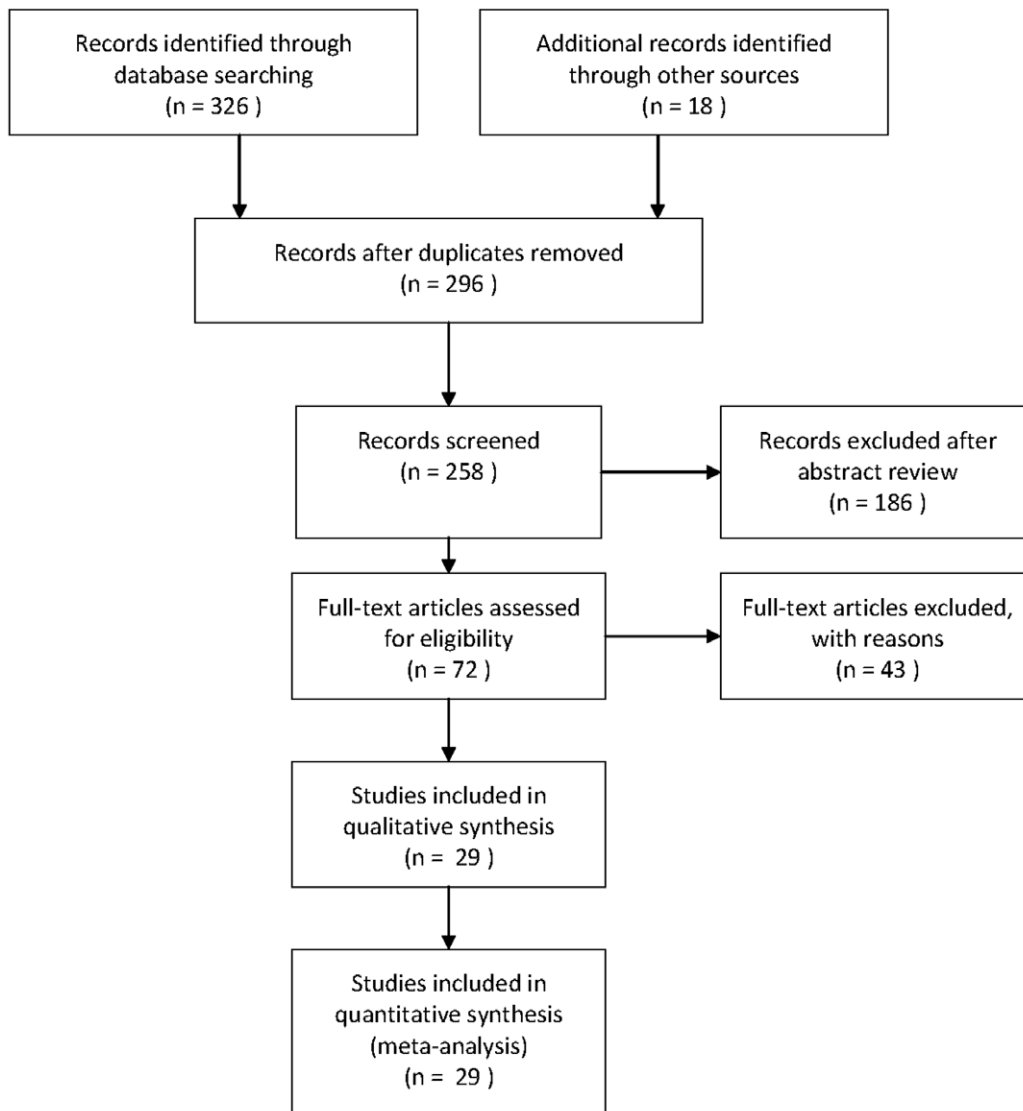 Records identified through
database searching
(n = 326 )
Additional records identified
through other sources
(n = 18 )
Records after duplicates removed
(n = 296 )
Records screened
(n = 258 )
Records excluded after
abstract review
(n = 186 )
Full-text articles assessed
for eligibility
(n = 72 )
Full-text articles excluded,
with reasons
(n = 43 )
Studies included in
qualitative synthesis
(n =  29 )
Studies included in
quantitative synthesis
(meta-analysis)
(n = 29 )